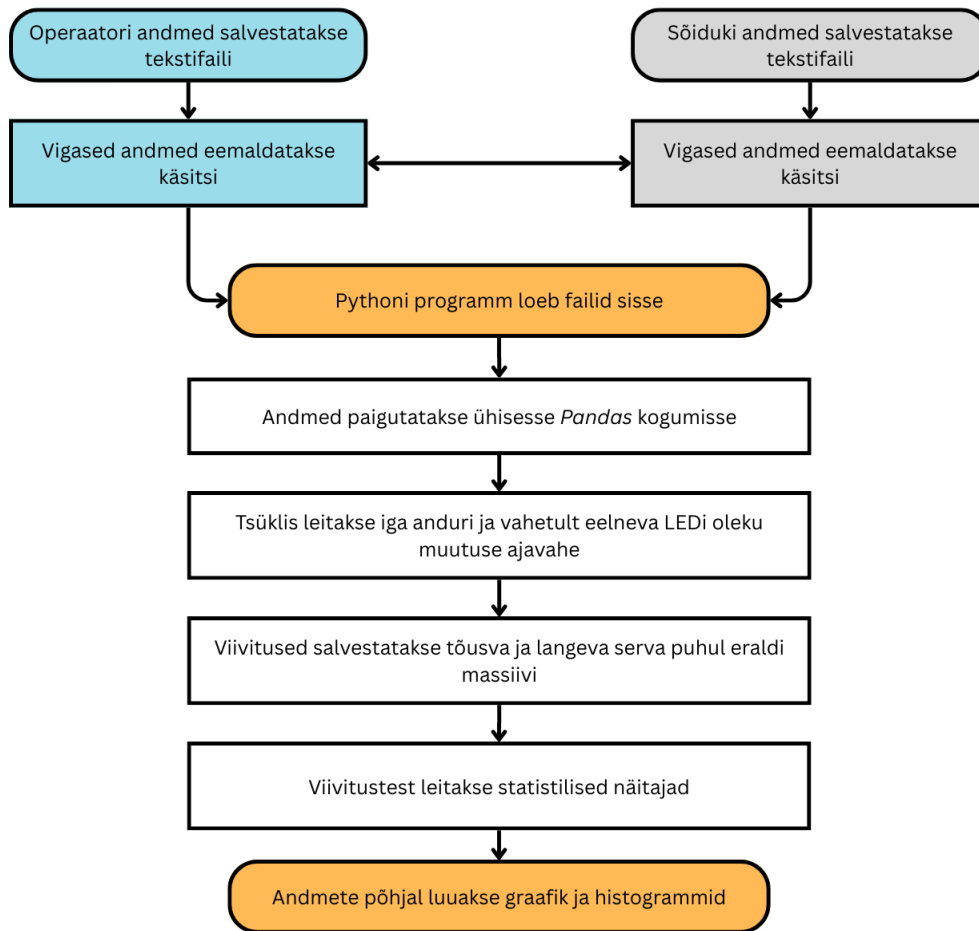 Operaatori andmed salvestatakse
tekstifaili
Sõiduki andmed salvestatakse
tekstifaili
Vigased andmed eemaldatakse
käsitsi
Vigased andmed eemaldatakse
käsitsi
Pythoni programm loeb failid sisse
Andmed paigutatakse ühisesse Pandas kogumisse
Tsüklis leitakse iga anduri ja vahetult eelneva LEDi oleku
muutuse ajavahe
Viivitused salvestatakse tõusva ja langeva serva puhul eraldi
massiivi
Viivitustest leitakse statistilised näitajad
Andmete põhjal luuakse graafik ja histogrammid